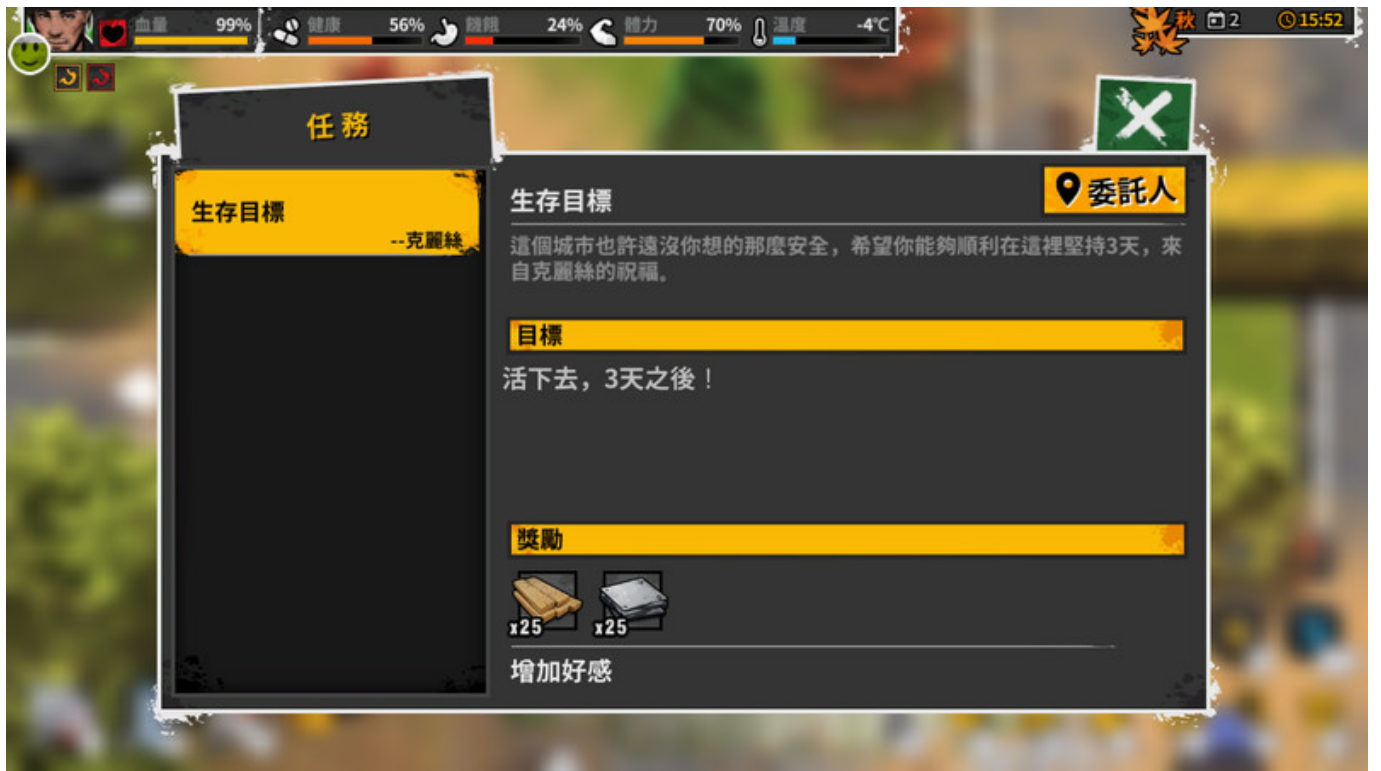 血量 99% 健康 56% 飢餓 24% 體力 70% 溫度 -4℃ 秋 2 15:52
任務
生存目標
--克麗絲
委託人
生存目標
這個城市也許遠沒你想的那麼安全，希望你能夠順利在這裡堅持3天，來
自克麗絲的祝福。
目標
活下去，3天之後！
獎勵
x25 x25
增加好感